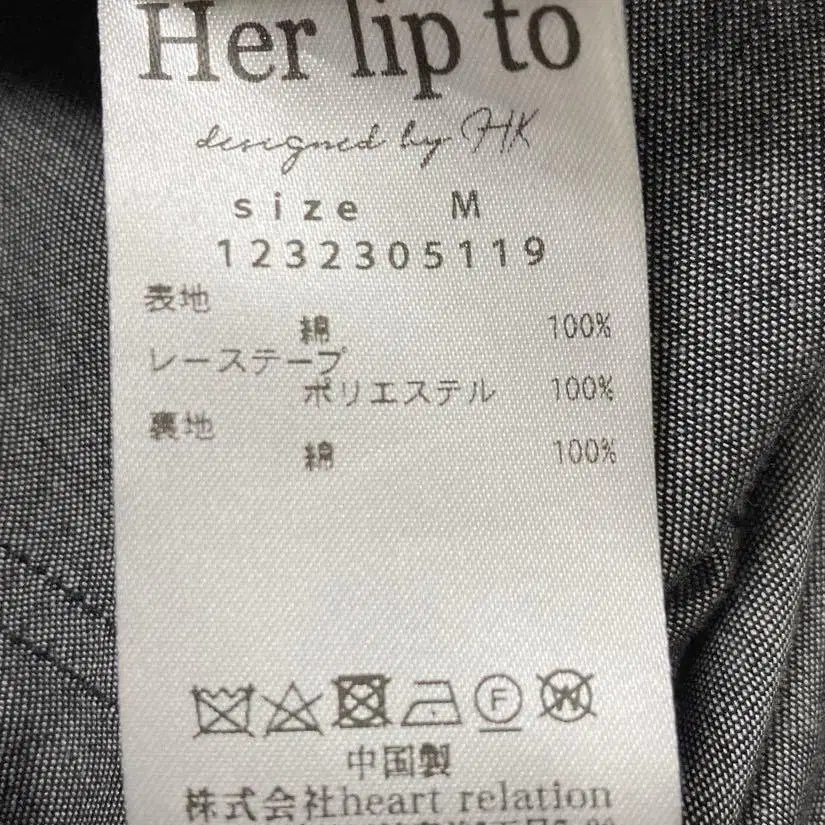 Her lip to
designed by HK
size M
1232305119
表地
綿 100%
レーステープ
ポリエステル 100%
裏地
綿 100%
F W
中国製
株式会社heart relation